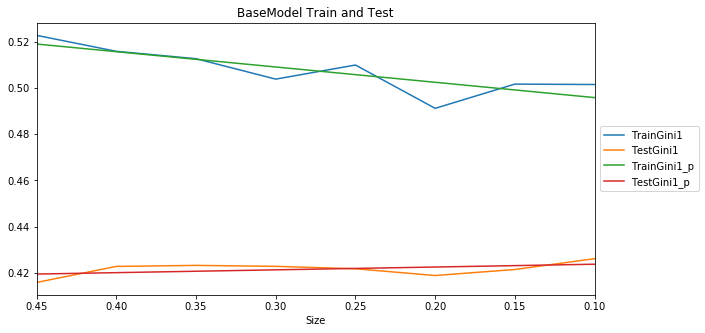 BaseModel Train and Test
0.52
0.50
0.48
0.46
0.44
0.42
0.45 0.40 0.35 0.30 0.25 0.20 0.15 0.10
Size
TrainGini1
TestGini1
TrainGini1_p
TestGini1_p